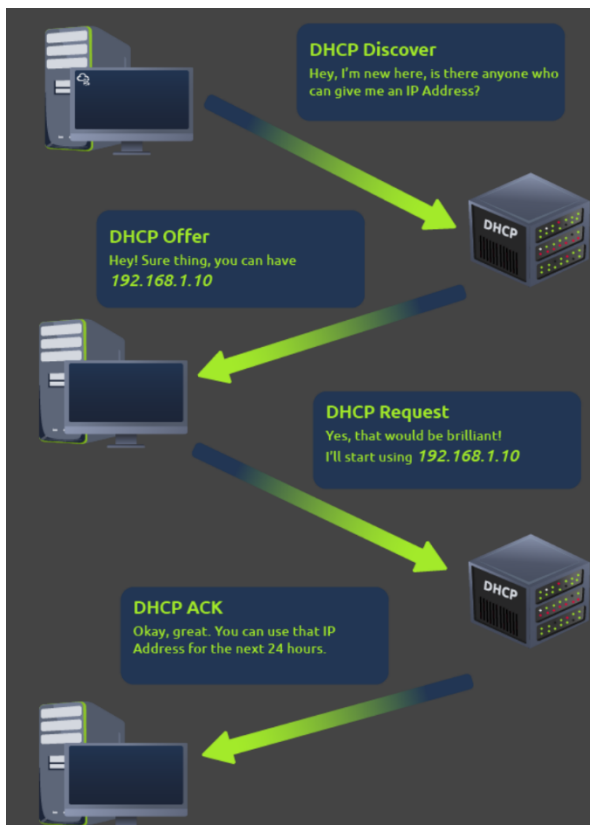 DHCP Discover
Hey, I'm new here, is there anyone who
can give me an IP Address?
DHCP
DHCP Offer
Hey! Sure thing, you can have
192.168.1.10
DHCP Request
Yes, that would be brilliant!
I'll start using 192.168.1.10
DHCP
DHCP ACK
Okay, great. You can use that IP
Address for the next 24 hours.